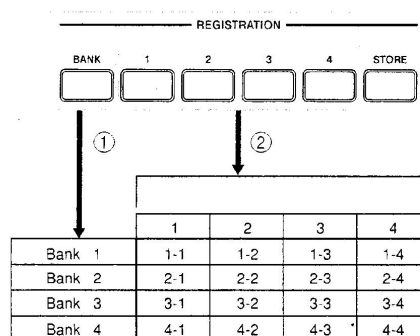 REGISTRATION
BANK 1 2 3 4 STORE
① ②
1 2 3 4
Bank 1 1-1 1-2 1-3 1-4
Bank 2 2-1 2-2 2-3 2-4
Bank 3 3-1 3-2 3-3 3-4
Bank 4 4-1 4-2 4-3 4-4